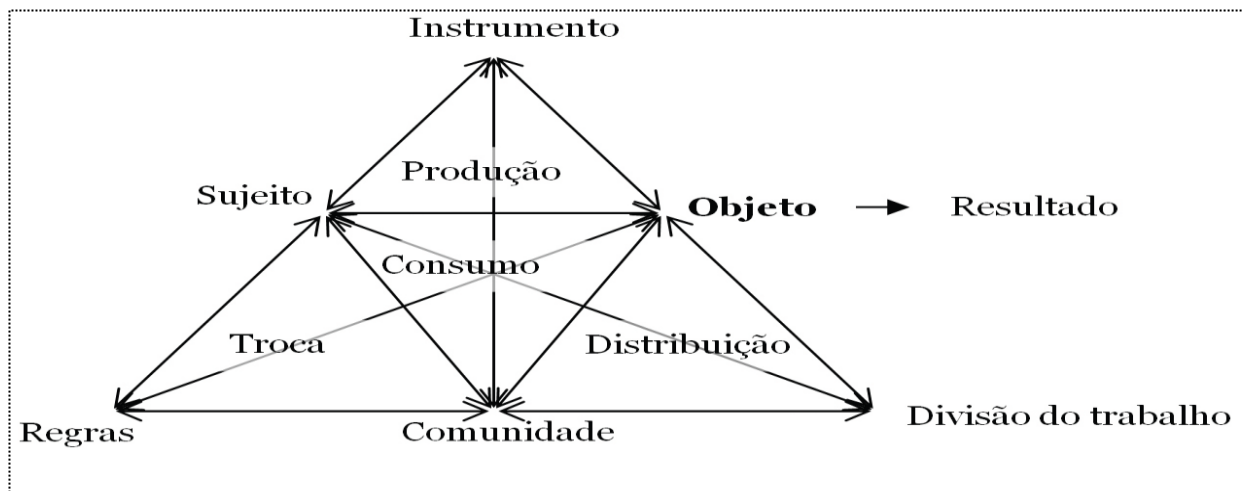 Instrumento
Produção
Sujeito
Objeto
Resultado
Consumo
Troca
Distribuição
Regras
Comunidade
Divisão do trabalho